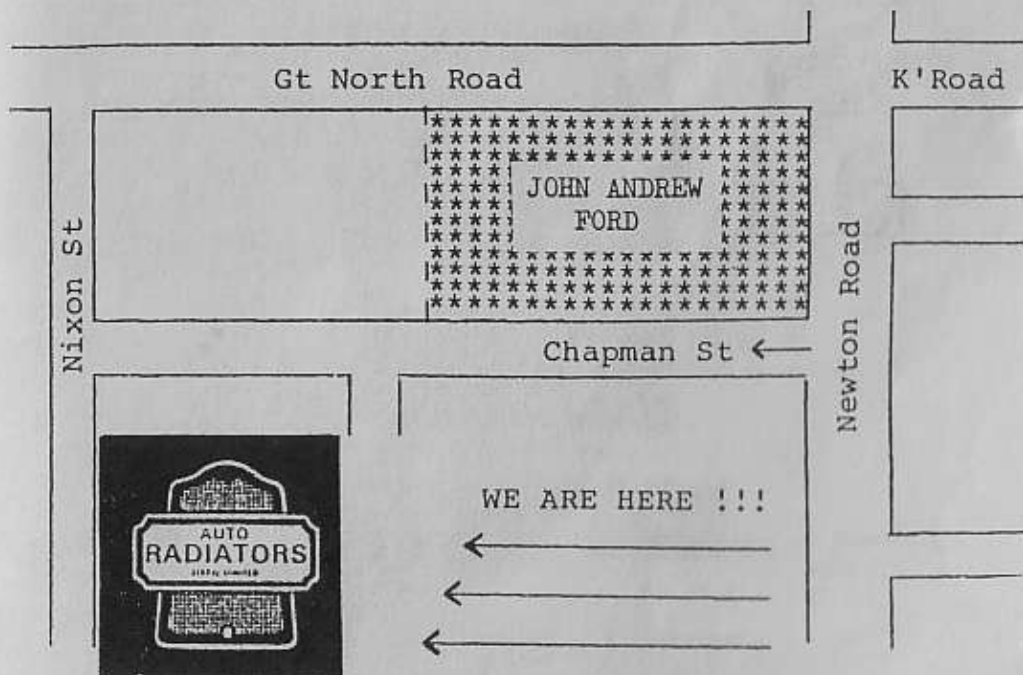 Gt North Road
K'Road
JOHN ANDREW
FORD
Nixon St
Chapman St
Newton Road
WE ARE HERE !!!
AUTO
RADIATORS